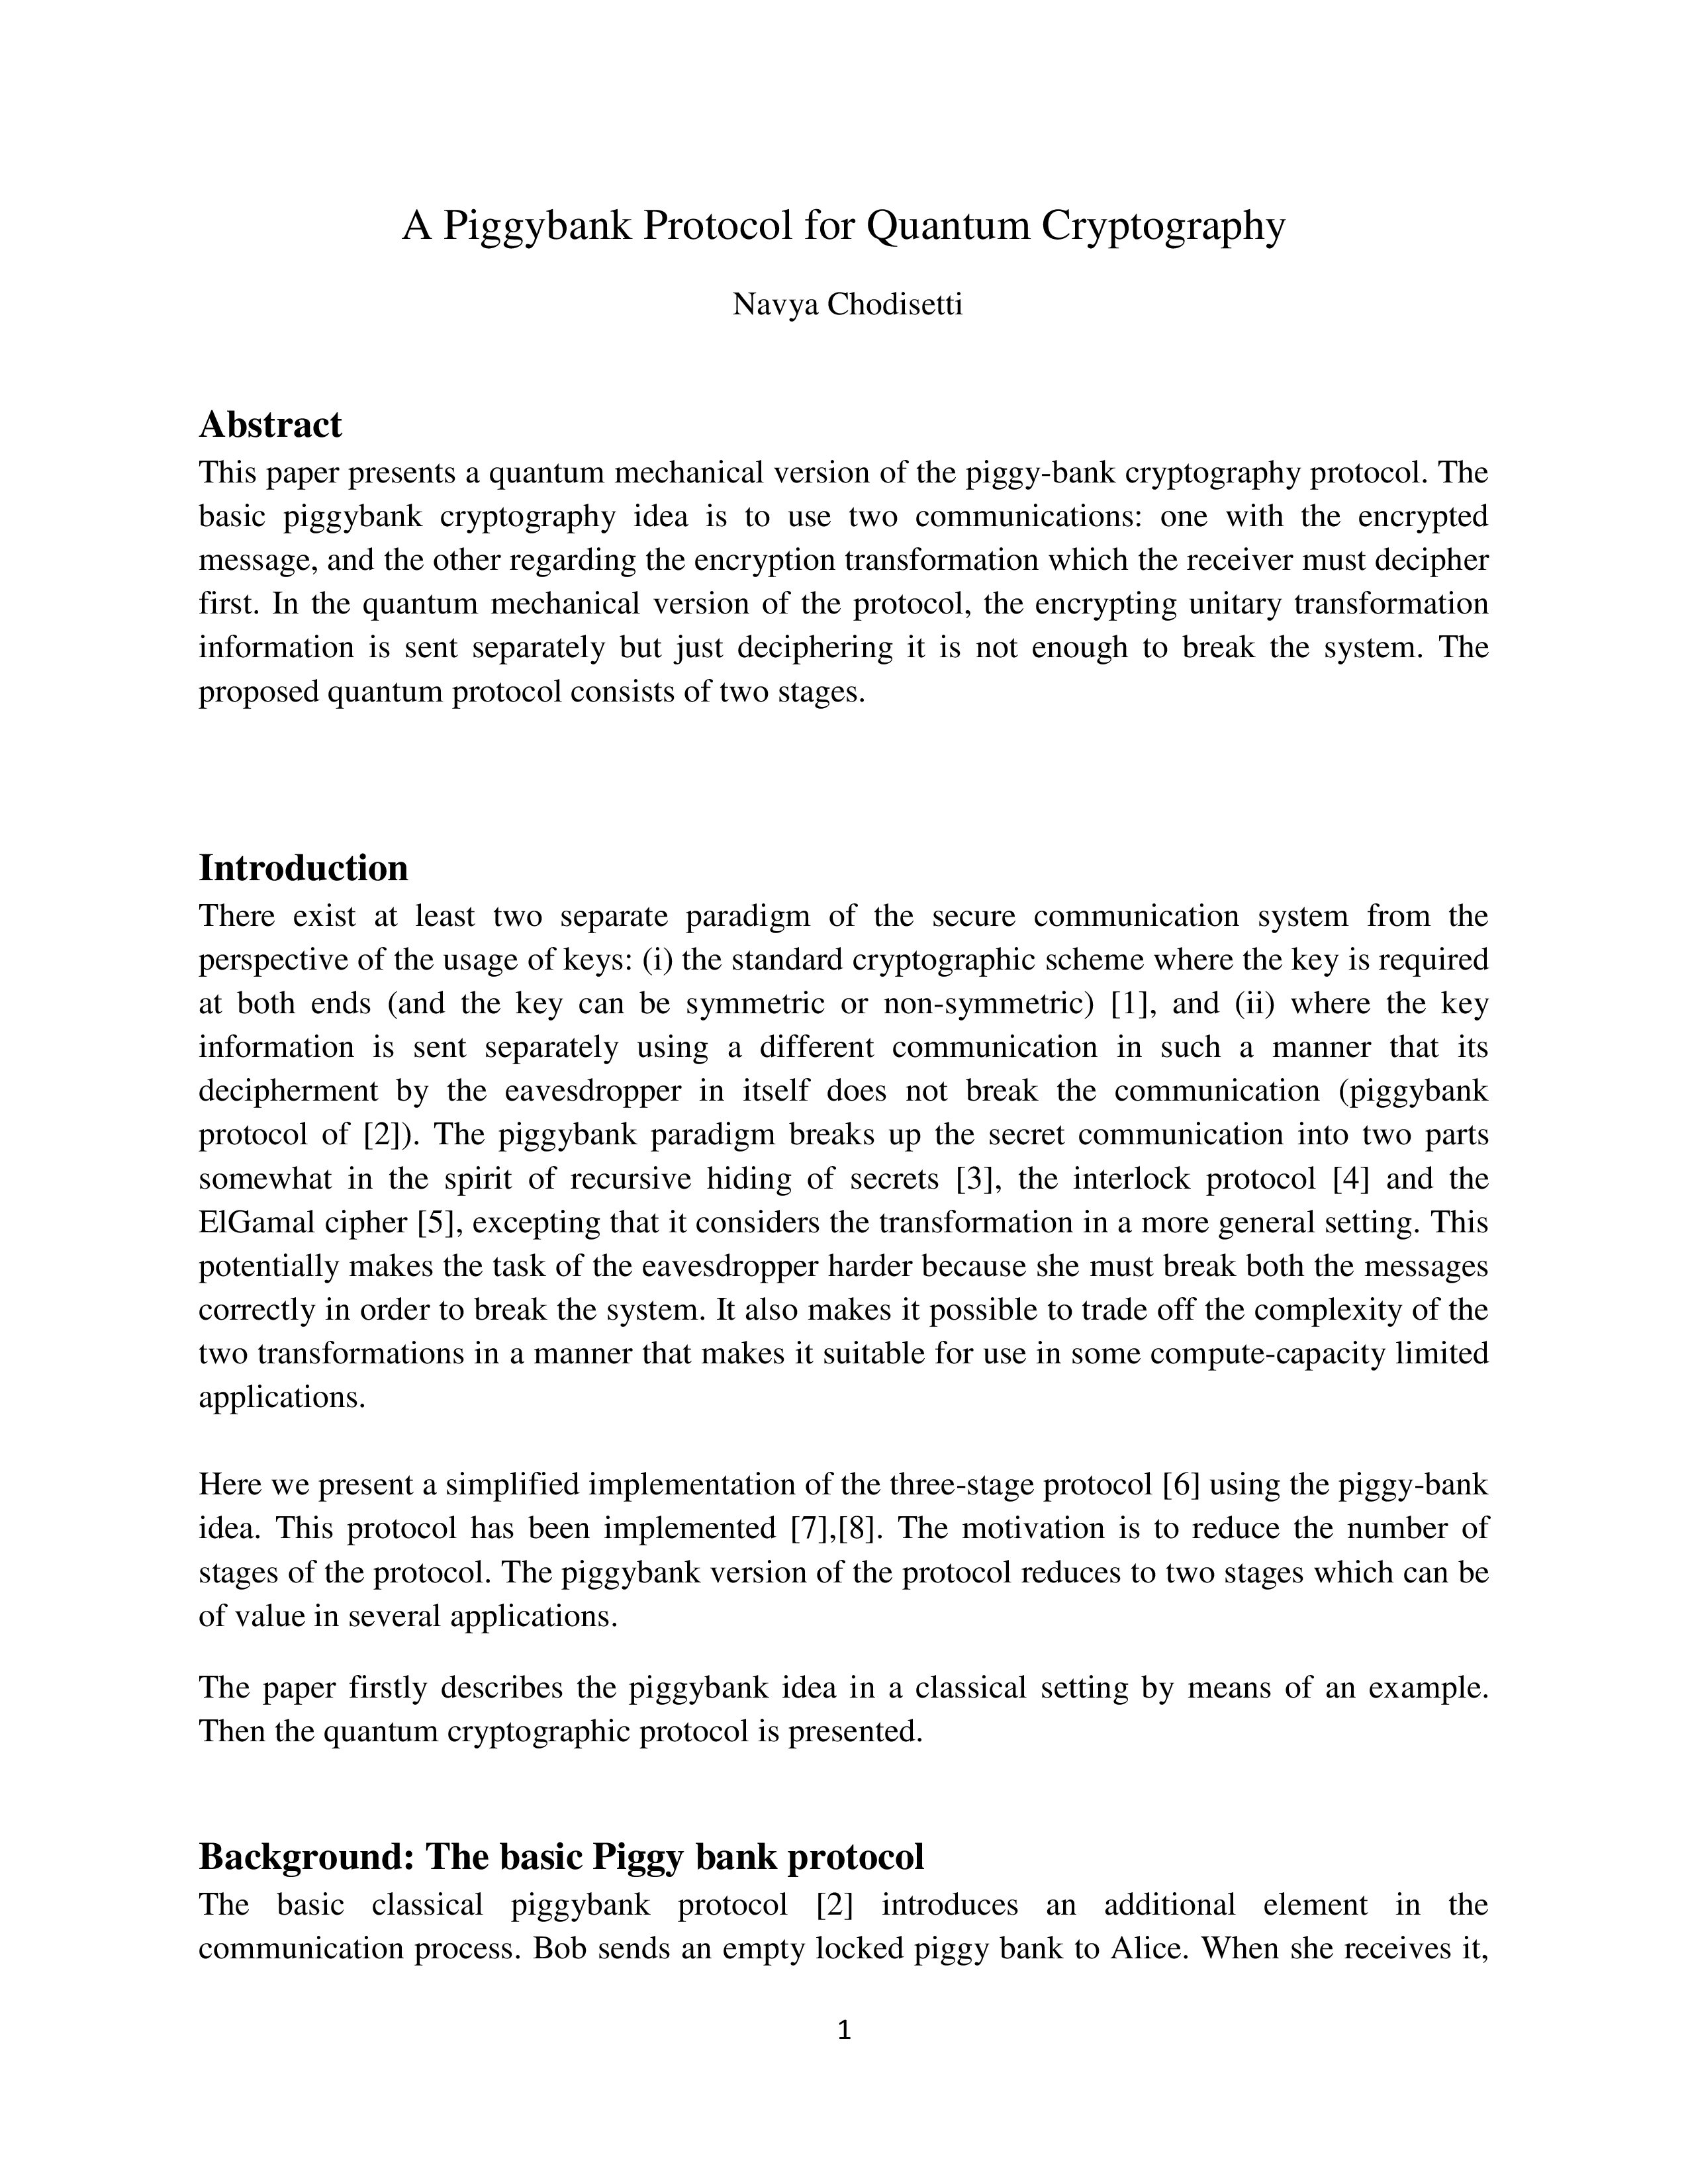 A Piggybank Protocol for Quantum Cryptography
Navya Chodisetti
Abstract
This paper presents a quantum mechanical version of the piggy-bank cryptography protocol. The
basic piggybank cryptography idea is to use two communications: one with the encrypted
message, and the other regarding the encryption transformation which the receiver must decipher
first. In the quantum mechanical version of the protocol, the encrypting unitary transformation
information is sent separately but just deciphering it is not enough to break the system. The
proposed quantum protocol consists of two stages.
Introduction
There exist at least two separate paradigm of the secure communication system from the
perspective of the usage of keys: (i) the standard cryptographic scheme where the key is required
at both ends (and the key can be symmetric or non-symmetric) [1], and (ii) where the key
information is sent separately using a different communication in such a manner that its
decipherment by the eavesdropper in itself does not break the communication (piggybank
protocol of [2]). The piggybank paradigm breaks up the secret communication into two parts
somewhat in the spirit of recursive hiding of secrets [3], the interlock protocol [4] and the
ElGamal cipher [5], excepting that it considers the transformation in a more general setting. This
potentially makes the task of the eavesdropper harder because she must break both the messages
correctly in order to break the system. It also makes it possible to trade off the complexity of the
two transformations in a manner that makes it suitable for use in some compute-capacity limited
applications.
Here we present a simplified implementation of the three-stage protocol [6] using the piggy-bank
idea. This protocol has been implemented [7],[8]. The motivation is to reduce the number of
stages of the protocol. The piggybank version of the protocol reduces to two stages which can be
of value in several applications.
The paper firstly describes the piggybank idea in a classical setting by means of an example.
Then the quantum cryptographic protocol is presented.
Background: The basic Piggy bank protocol
The basic classical piggybank protocol [2] introduces an additional element in the
communication process. Bob sends an empty locked piggy bank to Alice. When she receives it,
1